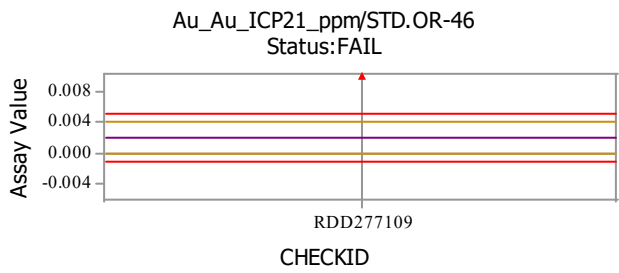 Au_Au_ICP21_ppm/STD.OR-46
Status:FAIL
Assay Value
0.008
0.004
0.000
-0.004
RDD277109
CHECKID